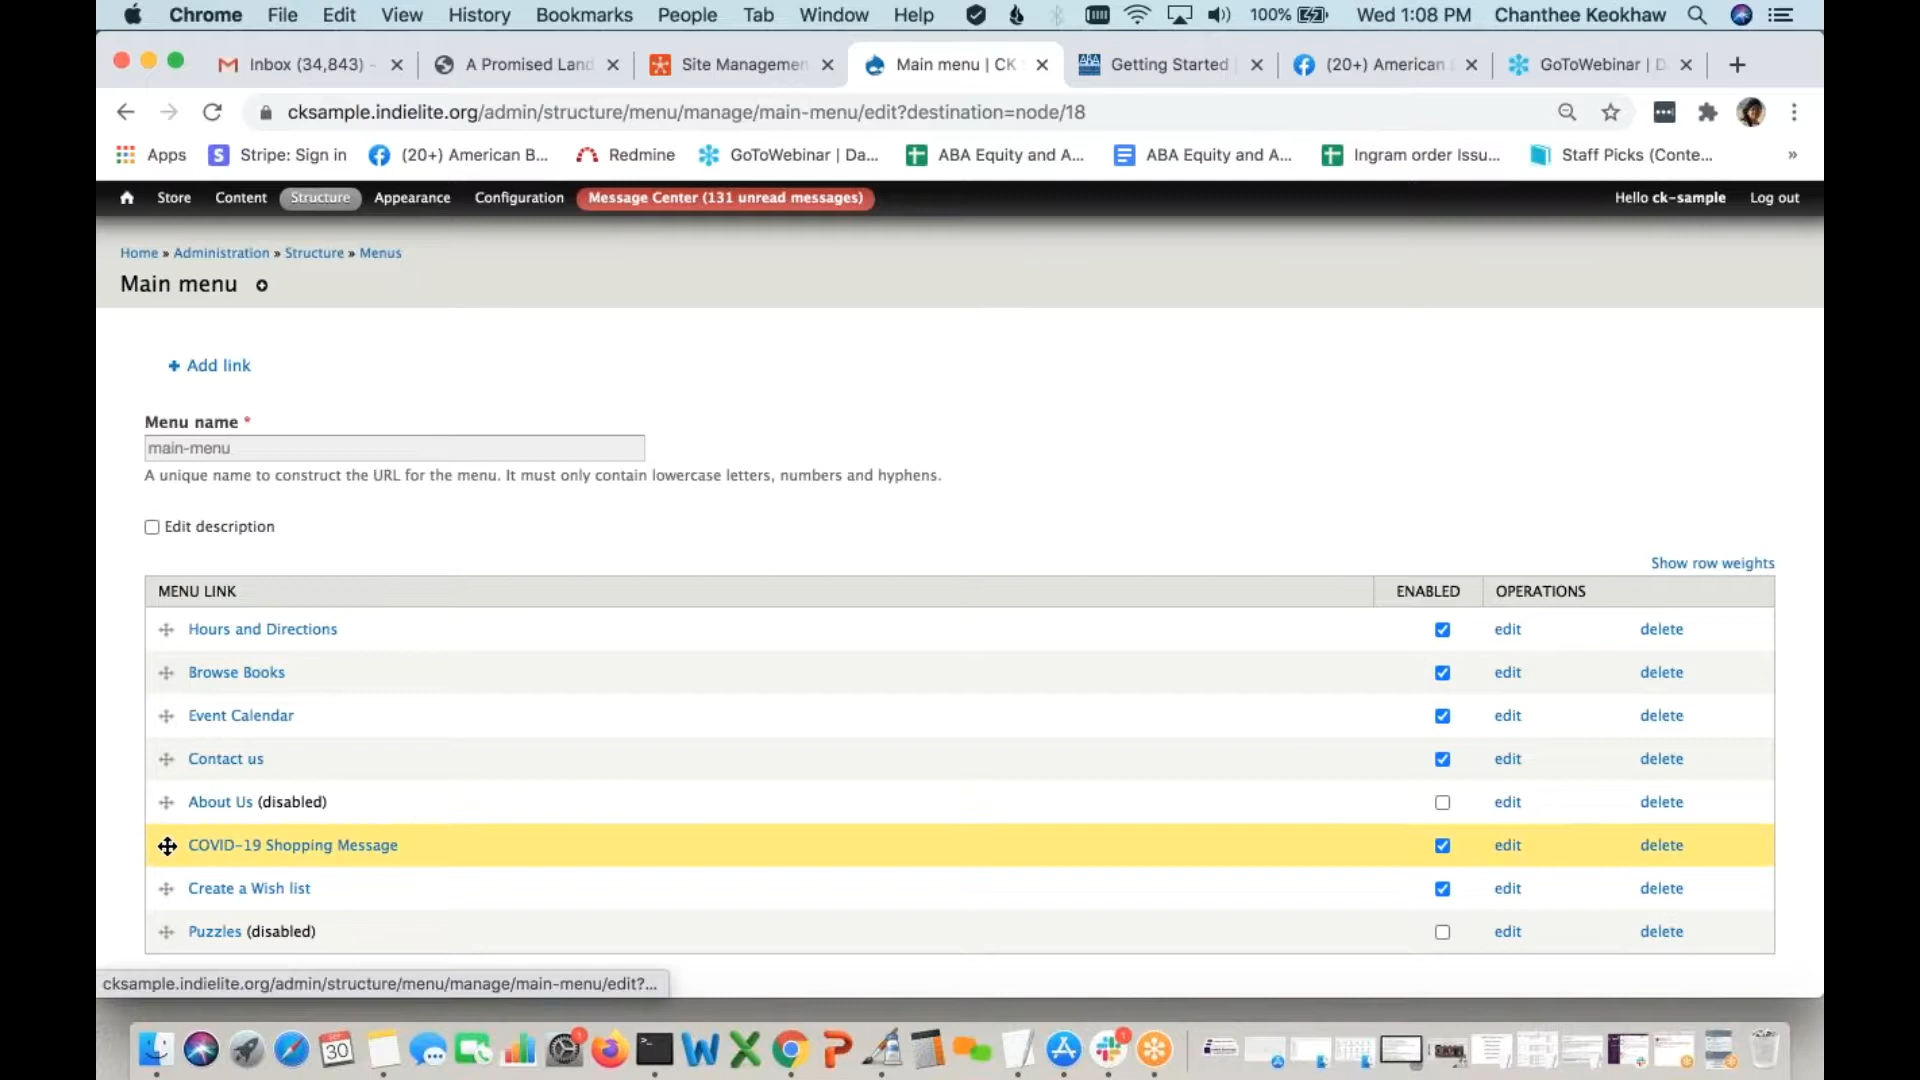 Chrome File Edit View History Bookmarks People Tab Window Help 100% Wed 1:08 PM Chanthee Keokhaw
Inbox (34,843) - A Promised Land Site Managemen Main menu | CK Getting Started (20+) American GoToWebinar | D
cksample.indielite.org/admin/structure/menu/manage/main-menu/edit?destination=node/18
Apps Stripe: Sign in (20+) American B... Redmine GoToWebinar | Da... ABA Equity and A... ABA Equity and A... Ingram order Issu... Staff Picks (Conte... »
Store Content Structure Appearance Configuration Message Center (131 unread messages) Hello ck-sample Log out
Home » Administration » Structure » Menus
Main menu
+ Add link
Menu name *
main-menu
A unique name to construct the URL for the menu. It must only contain lowercase letters, numbers and hyphens.
Edit description
Show row weights
MENU LINK ENABLED OPERATIONS
Hours and Directions edit delete
Browse Books edit delete
Event Calendar edit delete
Contact us edit delete
About Us (disabled) edit delete
COVID-19 Shopping Message edit delete
Create a Wish list edit delete
Puzzles (disabled) edit delete
cksample.indielite.org/admin/structure/menu/manage/main-menu/edit?...
30